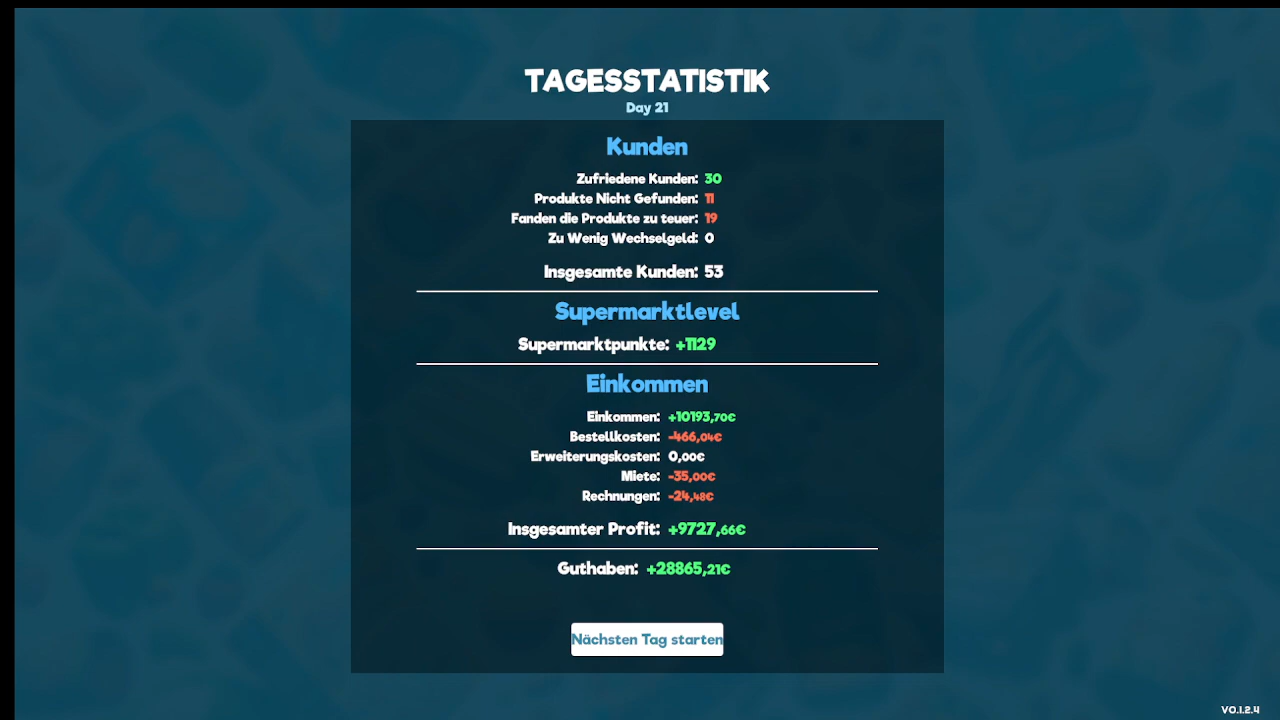 TAGESSTATISTIK
Day 21
Kunden
Zufriedene Kunden: 30
Produkte Nicht Gefunden: 11
Fanden die Produkte zu teuer: 19
Zu Wenig Wechselgeld: 0
Insgesamte Kunden: 53
Supermarktlevel
Supermarktpunkte: +1129
Einkommen
Einkommen: +10193,70€
Bestellkosten: -466,04€
Erweiterungskosten: 0,00€
Miete: -35,00€
Rechnungen: -24,48€
Insgesamter Profit: +9727,66€
Guthaben: +28865,21€
Nächsten Tag starten
V0.1.2.4